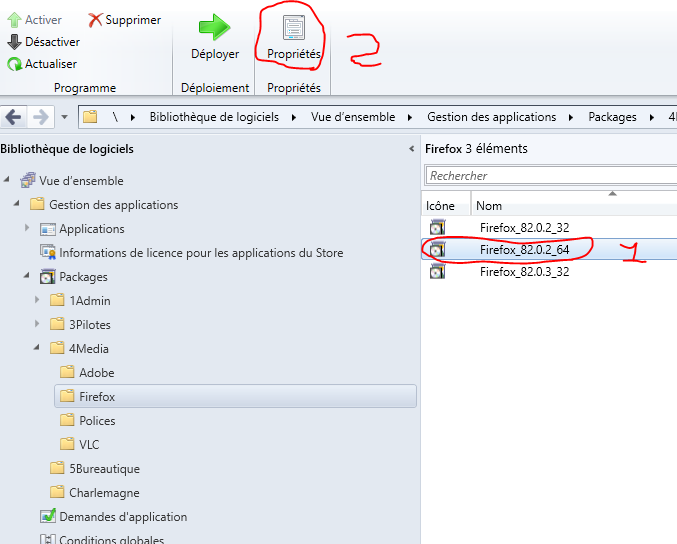 Activer
Supprimer
Désactiver
Actualiser
Déployer
Propriétés
2
Programme
Déploiement
Propriétés
\ Bibliothèque de logiciels Vue d'ensemble Gestion des applications Packages 4
Bibliothèque de logiciels
Vue d'ensemble
Gestion des applications
Applications
Informations de licence pour les applications du Store
Packages
1Admin
3Pilotes
4Media
Adobe
Firefox
Polices
VLC
5Bureautique
Charlemagne
Demandes d'application
Conditions globales
Firefox 3 éléments
Rechercher
Icône Nom
Firefox_82.0.2_32
Firefox_82.0.2_64
1
Firefox_82.0.3_32